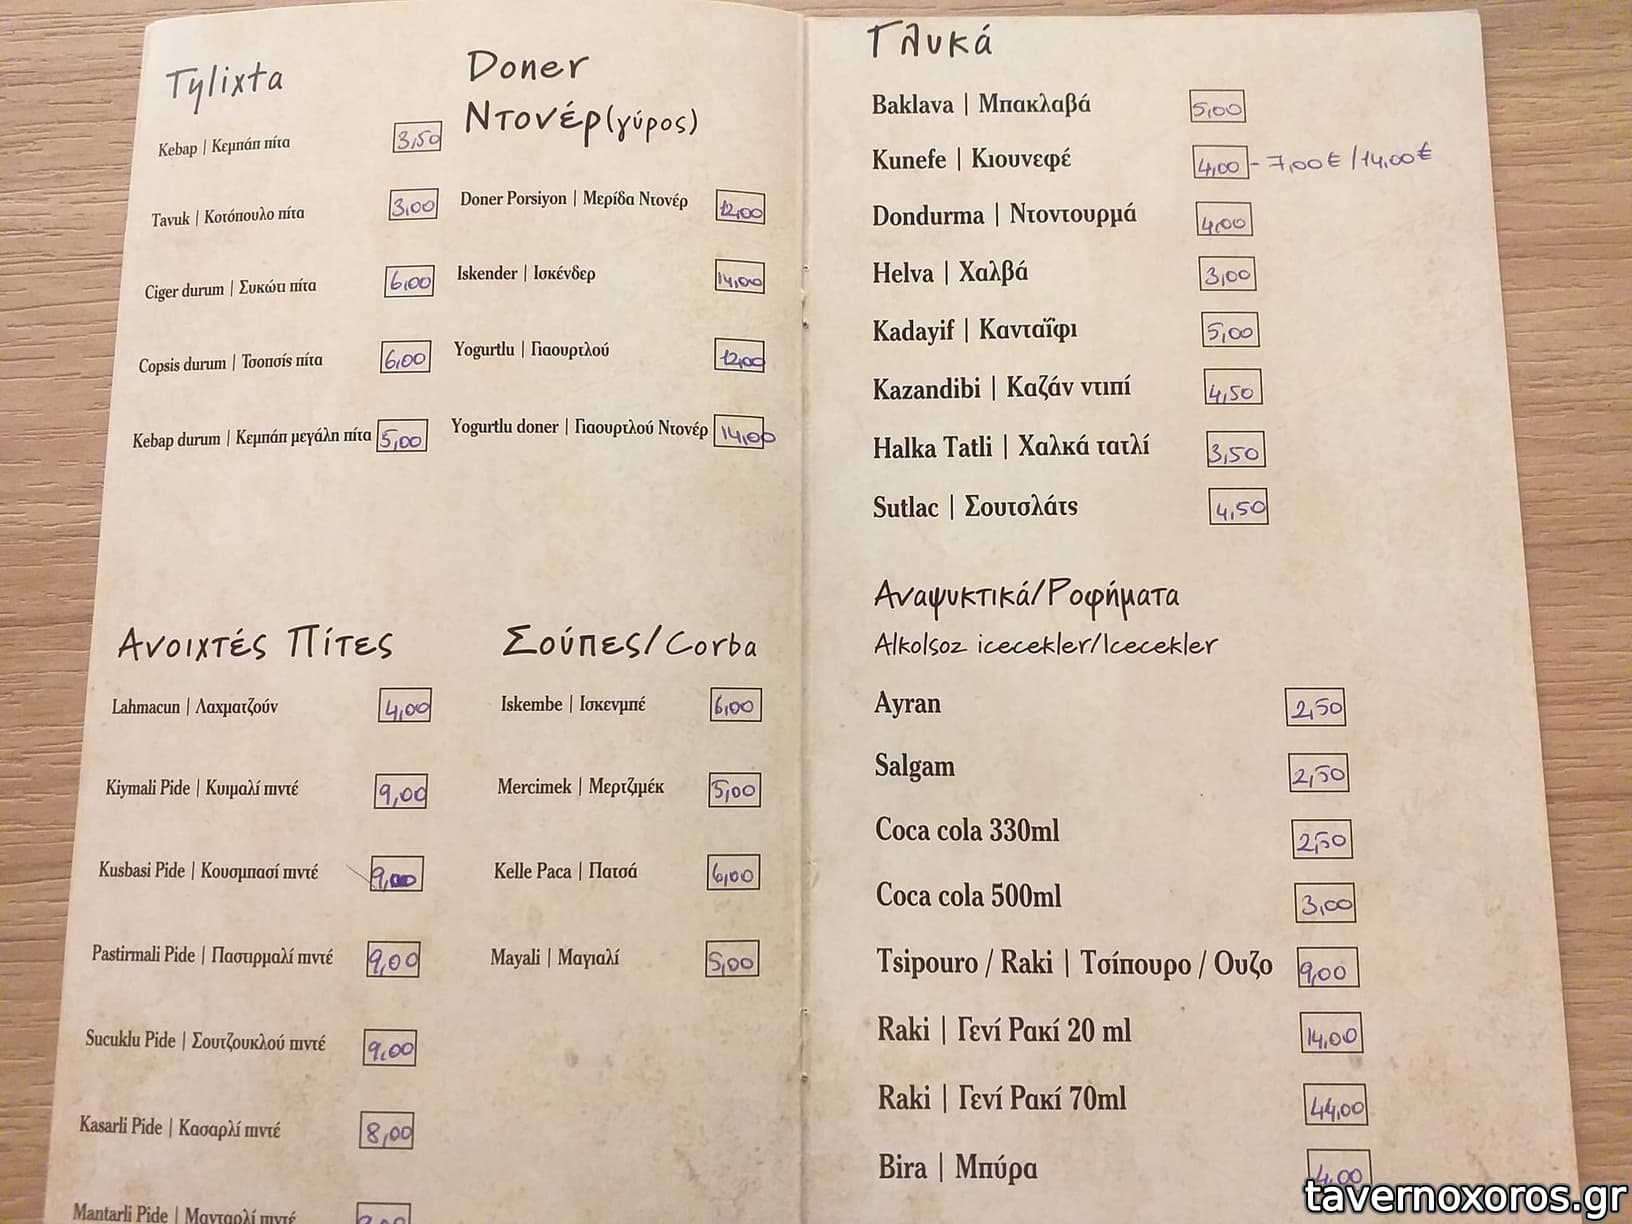 Tylixta
Kebap | Κεμπάπ πίτα 3,50
Tavuk | Κοτόπουλο πίτα 3,00
Ciger durum | Συκώτι πίτα 6,00
Copsis durum | Τσοπσίs πίτα 6,00
Kebap durum | Κεμπάπ μεγάλη πίτα 5,00
Doner
Ντονέρ(γύρος)
Doner Porsiyon | Μερίδα Ντονέρ 12,00
Iskender | Ισκένδερ 14,00
Yogurtlu | Γιαουρτλού 12,00
Yogurtlu doner | Γιαουρτλού Ντονέρ 14,00
Ανοιχτές Πίτες
Lahmacun | Λαχματζούν 4,00
Kiymali Pide | Κυιμαλί πιντέ 9,00
Kusbasi Pide | Κουσμπασί πιντέ 9,00
Pastirmali Pide | Παστιρμαλί πιντέ 9,00
Sucuklu Pide | Σουτζουκλού πιντέ 9,00
Kasarli Pide | Κασαρλί πιντέ 8,00
Mantarli Pide | Μανταρλί πιντέ
Σούπες/Corba
Iskembe | Ισκενμπέ 6,00
Mercimek | Μερτζιμέκ 5,00
Kelle Paca | Πατσά 6,00
Mayali | Μαγιαλί 5,00
Γλυκά
Baklava | Μπακλαβά 5,00
Kunefe | Κιουνεφέ 4,00 - 7,00€ / 14,00€
Dondurma | Ντοντουρμά 4,00
Helva | Χαλβά 3,00
Kadayif | Κανταΐφι 5,00
Kazandibi | Καζάν ντιπί 4,50
Halka Tatli | Χαλκά τατλί 3,50
Sutlac | Σουτσλάτs 4,50
Αναψυκτικά/Ροφήματα
Alkolsoz icecekler/Icecekler
Ayran 2,50
Salgam 2,50
Coca cola 330ml 2,50
Coca cola 500ml 3,00
Tsipouro / Raki | Τσίπουρο / Ουζο 9,00
Raki | Γενί Ρακί 20 ml 14,00
Raki | Γενί Ρακί 70ml 44,00
Bira | Μπύρα 4,00
tavernoxoros.gr